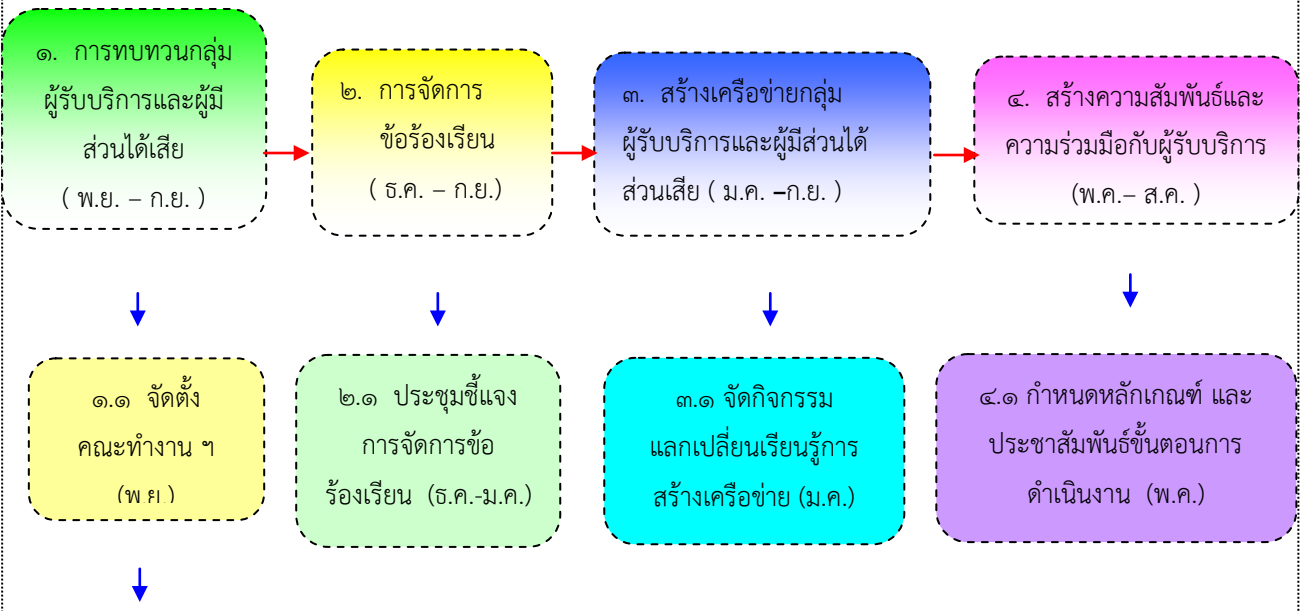 ๑. การทบทวนกลุ่ม
ผู้รับบริการและผู้มี
ส่วนได้เสีย
( พ.ย. – ก.ย. )
๒. การจัดการ
ข้อร้องเรียน
( ธ.ค. – ก.ย.)
๓. สร้างเครือข่ายกลุ่ม
ผู้รับบริการและผู้มีส่วนได้
ส่วนเสีย ( ม.ค. –ก.ย. )
๔. สร้างความสัมพันธ์และ
ความร่วมมือกับผู้รับบริการ
(พ.ค.– ส.ค. )
๑.๑ จัดตั้ง
คณะทำงาน ฯ
(พ.ย.)
๒.๑ ประชุมชี้แจง
การจัดการข้อ
ร้องเรียน (ธ.ค.-ม.ค.)
๓.๑ จัดกิจกรรม
แลกเปลี่ยนเรียนรู้การ
สร้างเครือข่าย (ม.ค.)
๔.๑ กำหนดหลักเกณฑ์ และ
ประชาสัมพันธ์ขั้นตอนการ
ดำเนินงาน (พ.ค.)